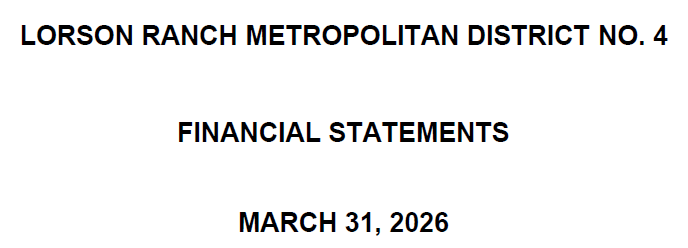 LORSON RANCH METROPOLITAN DISTRICT NO. 4
FINANCIAL STATEMENTS
MARCH 31, 2026